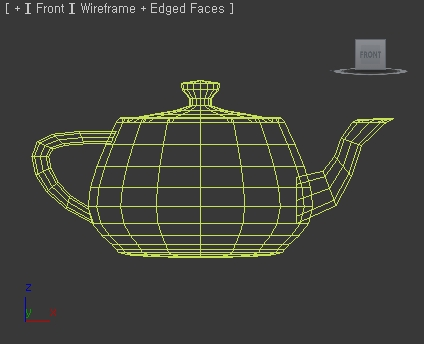 [ + ][ Front ][ Wireframe + Edged Faces ]
FRONT
z
y
x